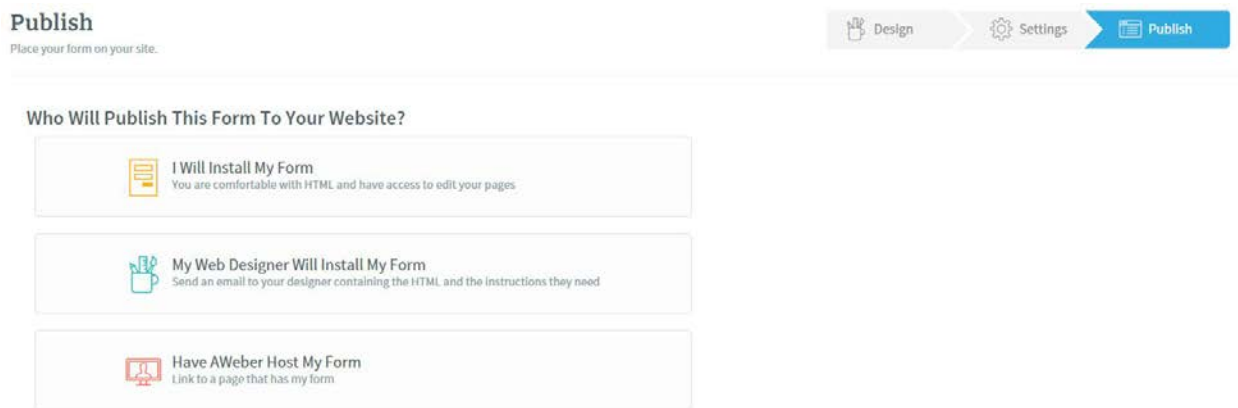 Publish
Place your form on your site.
Design
Settings
Publish
Who Will Publish This Form To Your Website?
I Will Install My Form
You are comfortable with HTML and have access to edit your pages
My Web Designer Will Install My Form
Send an email to your designer containing the HTML and the instructions they need
Have AWeber Host My Form
Link to a page that has my form